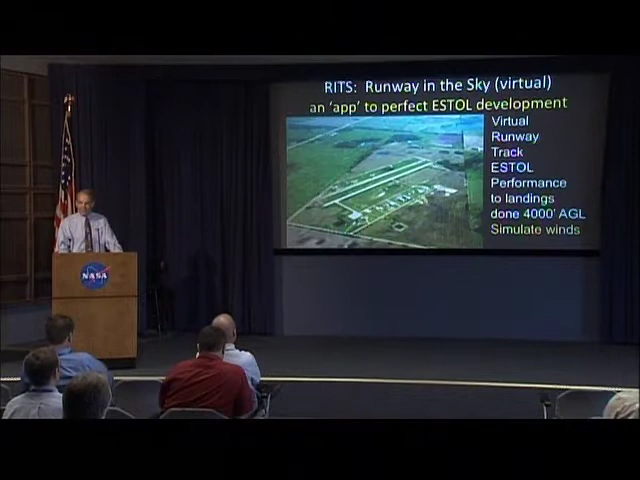 RITS: Runway in the Sky (virtual)
an 'app' to perfect ESTOL development
Virtual
Runway
Track
ESTOL
Performance
to landings
done 4000' AGL
Simulate winds
NASA